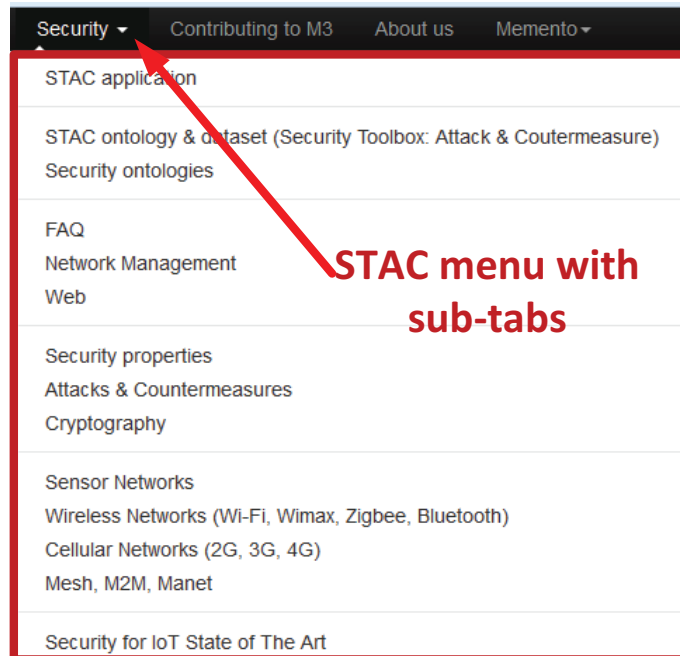 Security Contributing to M3 About us Memento
STAC application
STAC ontology & dataset (Security Toolbox: Attack & Coutermeasure)
Security ontologies
FAQ
Network Management
Web
STAC menu with
sub-tabs
Security properties
Attacks & Countermeasures
Cryptography
Sensor Networks
Wireless Networks (Wi-Fi, Wimax, Zigbee, Bluetooth)
Cellular Networks (2G, 3G, 4G)
Mesh, M2M, Manet
Security for IoT State of The Art